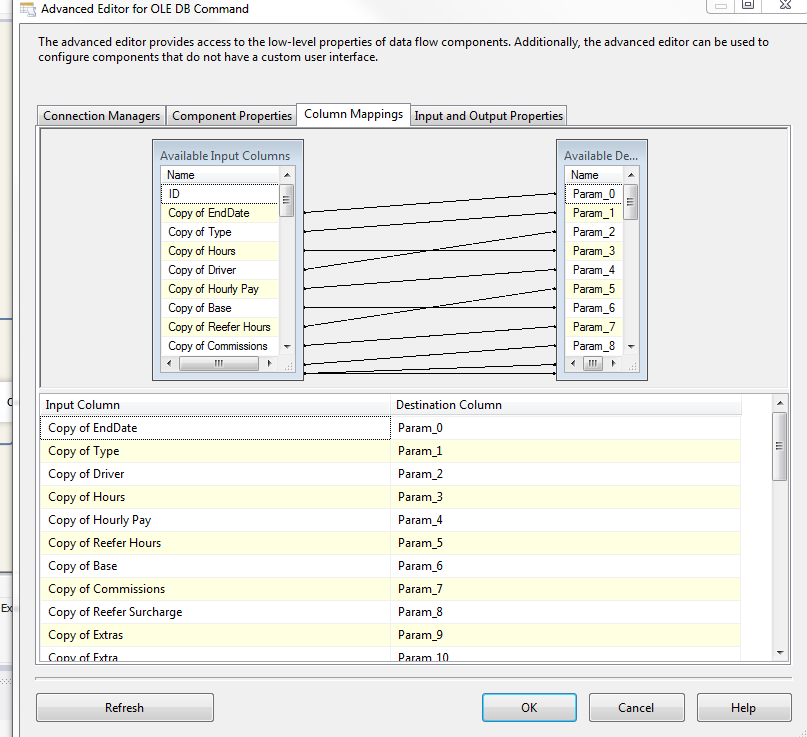 Advanced Editor for OLE DB Command
The advanced editor provides access to the low-level properties of data flow components. Additionally, the advanced editor can be used to
configure components that do not have a custom user interface.
Connection Managers Component Properties Column Mappings Input and Output Properties
Available Input Columns
Name
ID
Copy of EndDate
Copy of Type
Copy of Hours
Copy of Driver
Copy of Hourly Pay
Copy of Base
Copy of Reefer Hours
Copy of Commissions
Available De...
Name
Param_0
Param_1
Param_2
Param_3
Param_4
Param_5
Param_6
Param_7
Param_8
Input Column Destination Column
Copy of EndDate Param_0
Copy of Type Param_1
Copy of Driver Param_2
Copy of Hours Param_3
Copy of Hourly Pay Param_4
Copy of Reefer Hours Param_5
Copy of Base Param_6
Copy of Commissions Param_7
Copy of Reefer Surcharge Param_8
Copy of Extras Param_9
Copy of Extra Param_10
Ex
Refresh OK Cancel Help